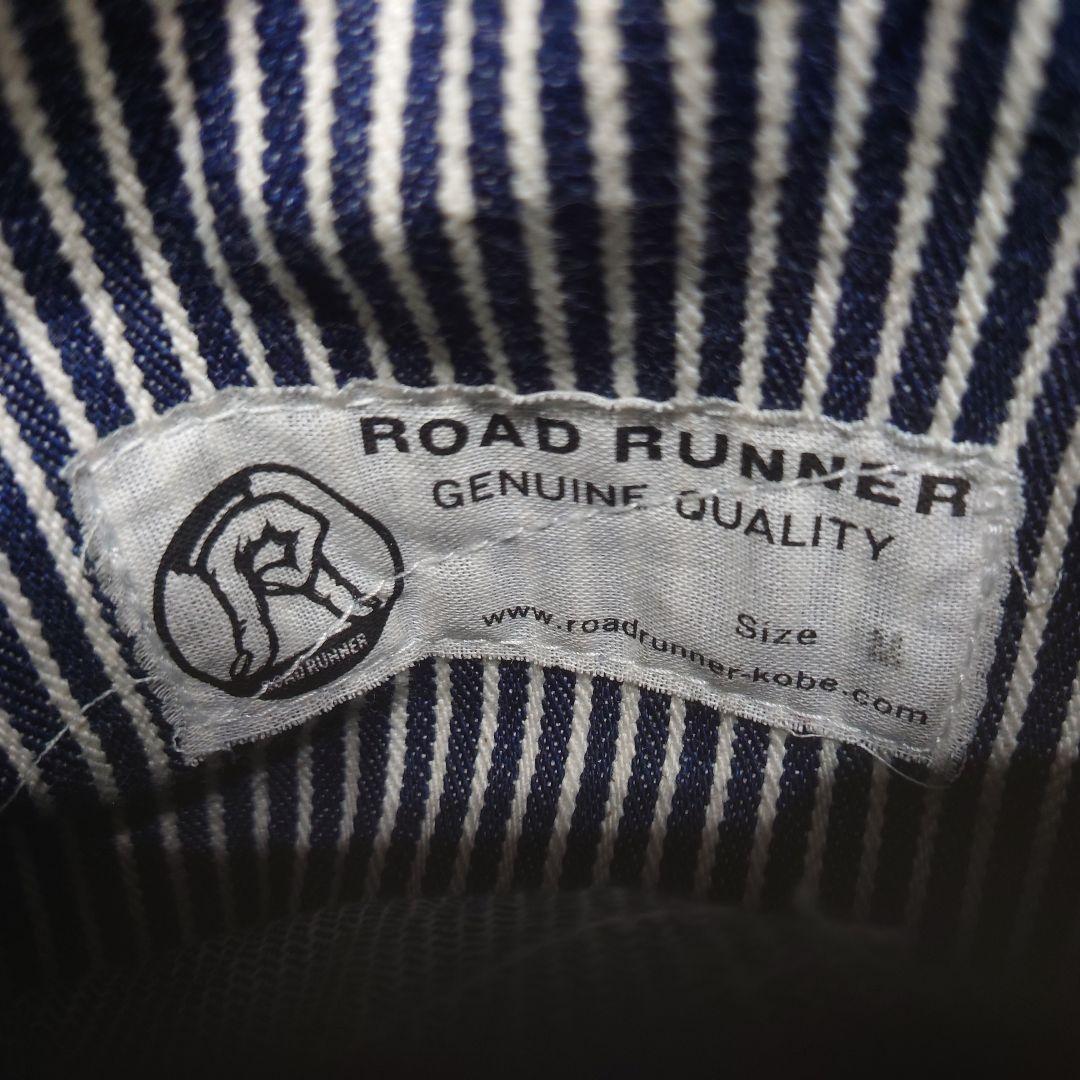 ROAD RUNNER
GENUINE QUALITY
Size
www.roadrunner-kobe.com
ROAD RUNNER